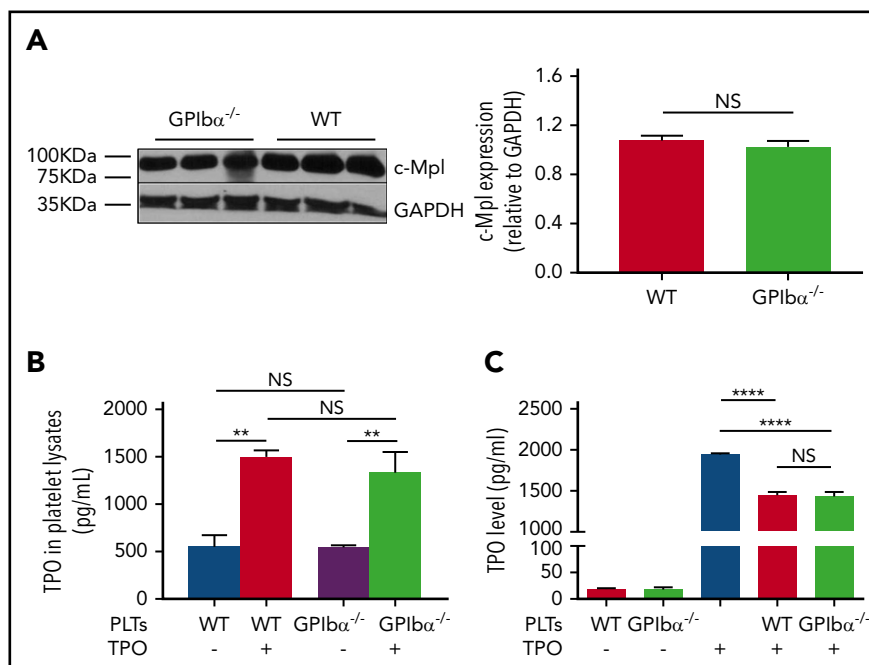 A
GPIbα-/- WT
100KDa
75KDa
c-Mpl
35KDa
GAPDH
c-Mpl expression
(relative to GAPDH)
1.6
1.2
0.8
0.4
0.0
NS
WT GPIbα-/-
B
TPO in platelet lysates
(pg/mL)
2000
1500
1000
500
0
NS
NS
** **
PLTs WT WT GPIbα-/- GPIbα-/-
TPO - + - +
C
TPO level (pg/ml)
2500
2000
1500
1000
100
50
0
****
****
NS
WT GPIbα-/- WT GPIbα-/-
PLTs
TPO - - + + +